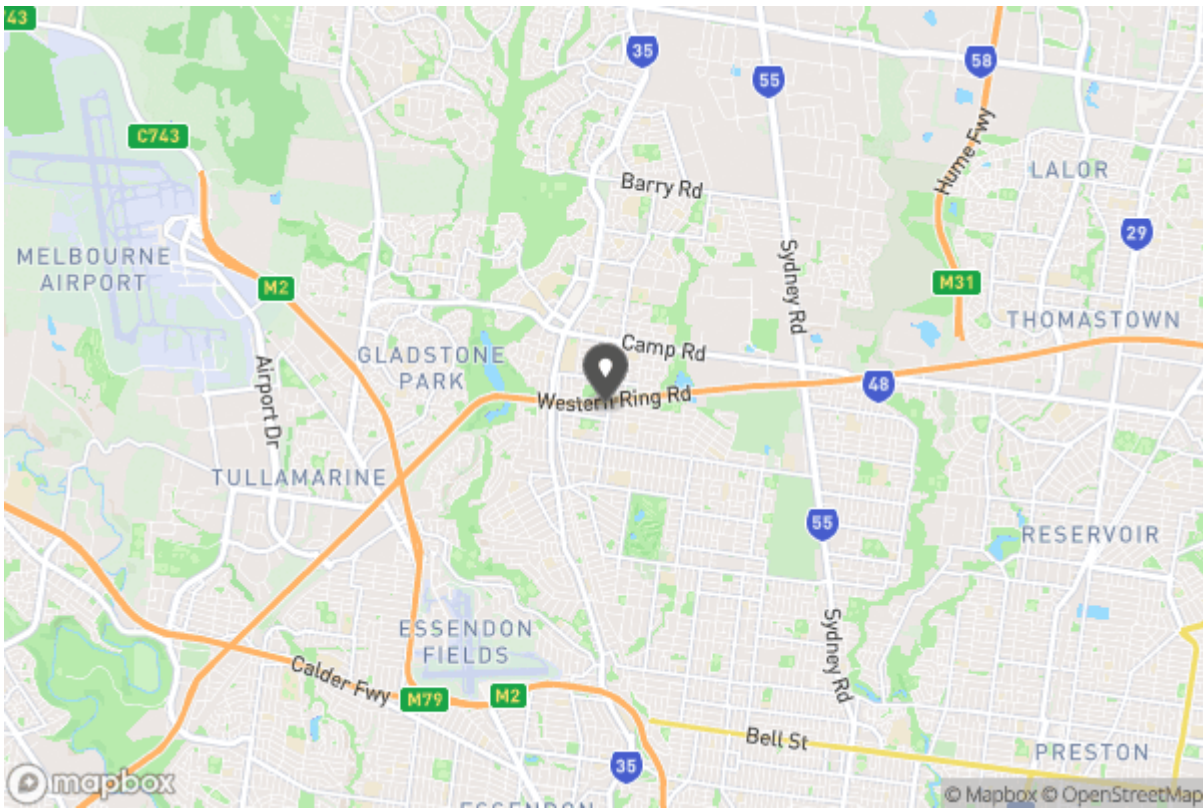 743
35
58
55
C743
Hume Fwy
LALOR
Barry Rd
29
MELBOURNE
AIRPORT
M2
Sydney Rd
M31
THOMASTOWN
Camp Rd
GLADSTONE
PARK
Airport Dr
48
Western Ring Rd
TULLAMARINE
55
RESERVOIR
ESSENDON
FIELDS
Sydney Rd
Calder Fwy
M79
M2
Bell St
PRESTON
35
mapbox
© Mapbox © OpenStreetMap